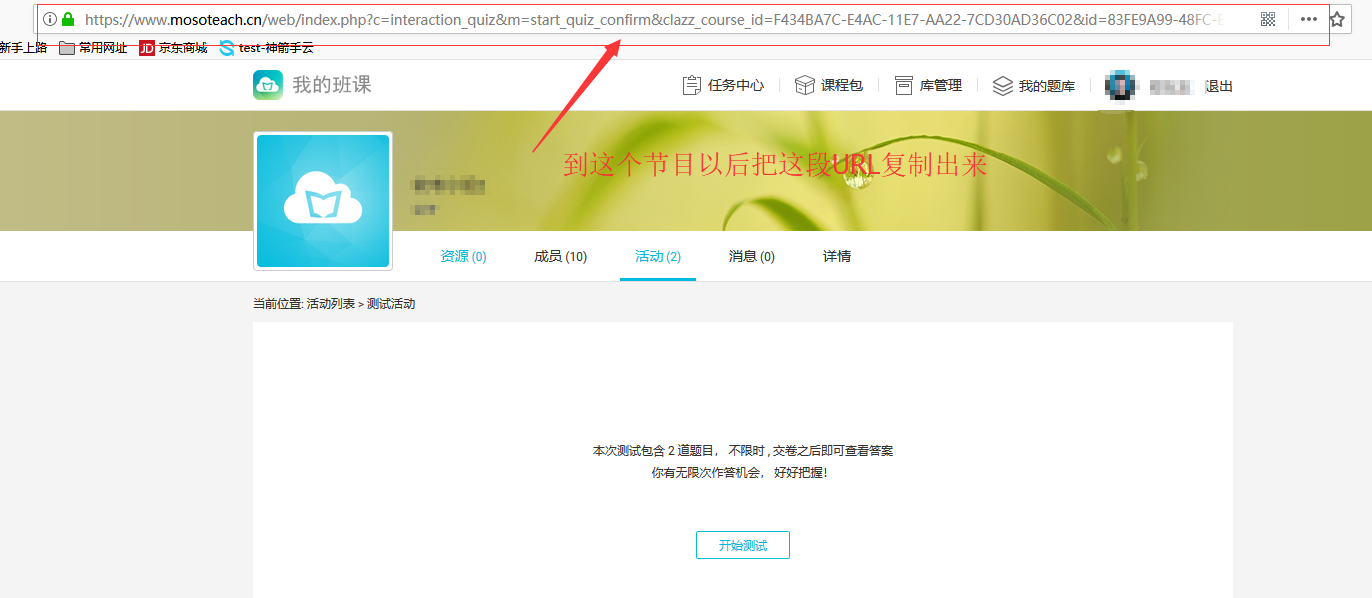 https://www.mosoteach.cn/web/index.php?c=interaction_quiz&m=start_quiz_confirm&clazz_course_id=F434BA7C-E4AC-11E7-AA22-7CD30AD36C02&id=83FE9A99-48FC-E
新手上路 常用网址 JD 京东商城 test-神箭手云
我的班课 任务中心 课程包 库管理 我的题库 退出
到这个节目以后把这段URL复制出来
资源 (0) 成员 (10) 活动 (2) 消息 (0) 详情
当前位置: 活动列表 > 测试活动
本次测试包含 2 道题目， 不限时 , 交卷之后即可查看答案
你有无限次作答机会， 好好把握!
开始测试